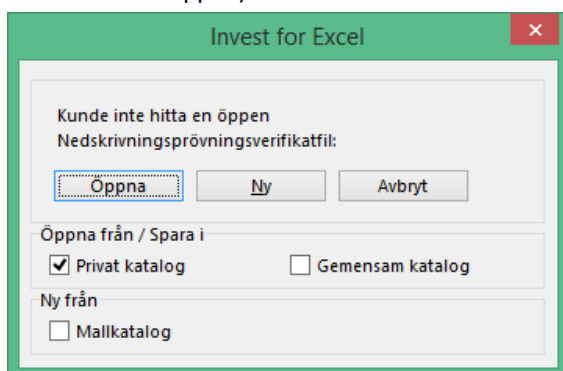 Invest for Excel
Kunde inte hitta en öppen
Nedskrivningsprövningsverifikatfil:
Öppna Ny Avbryt
Öppna från / Spara i
Privat katalog Gemensam katalog
Ny från
Mallkatalog